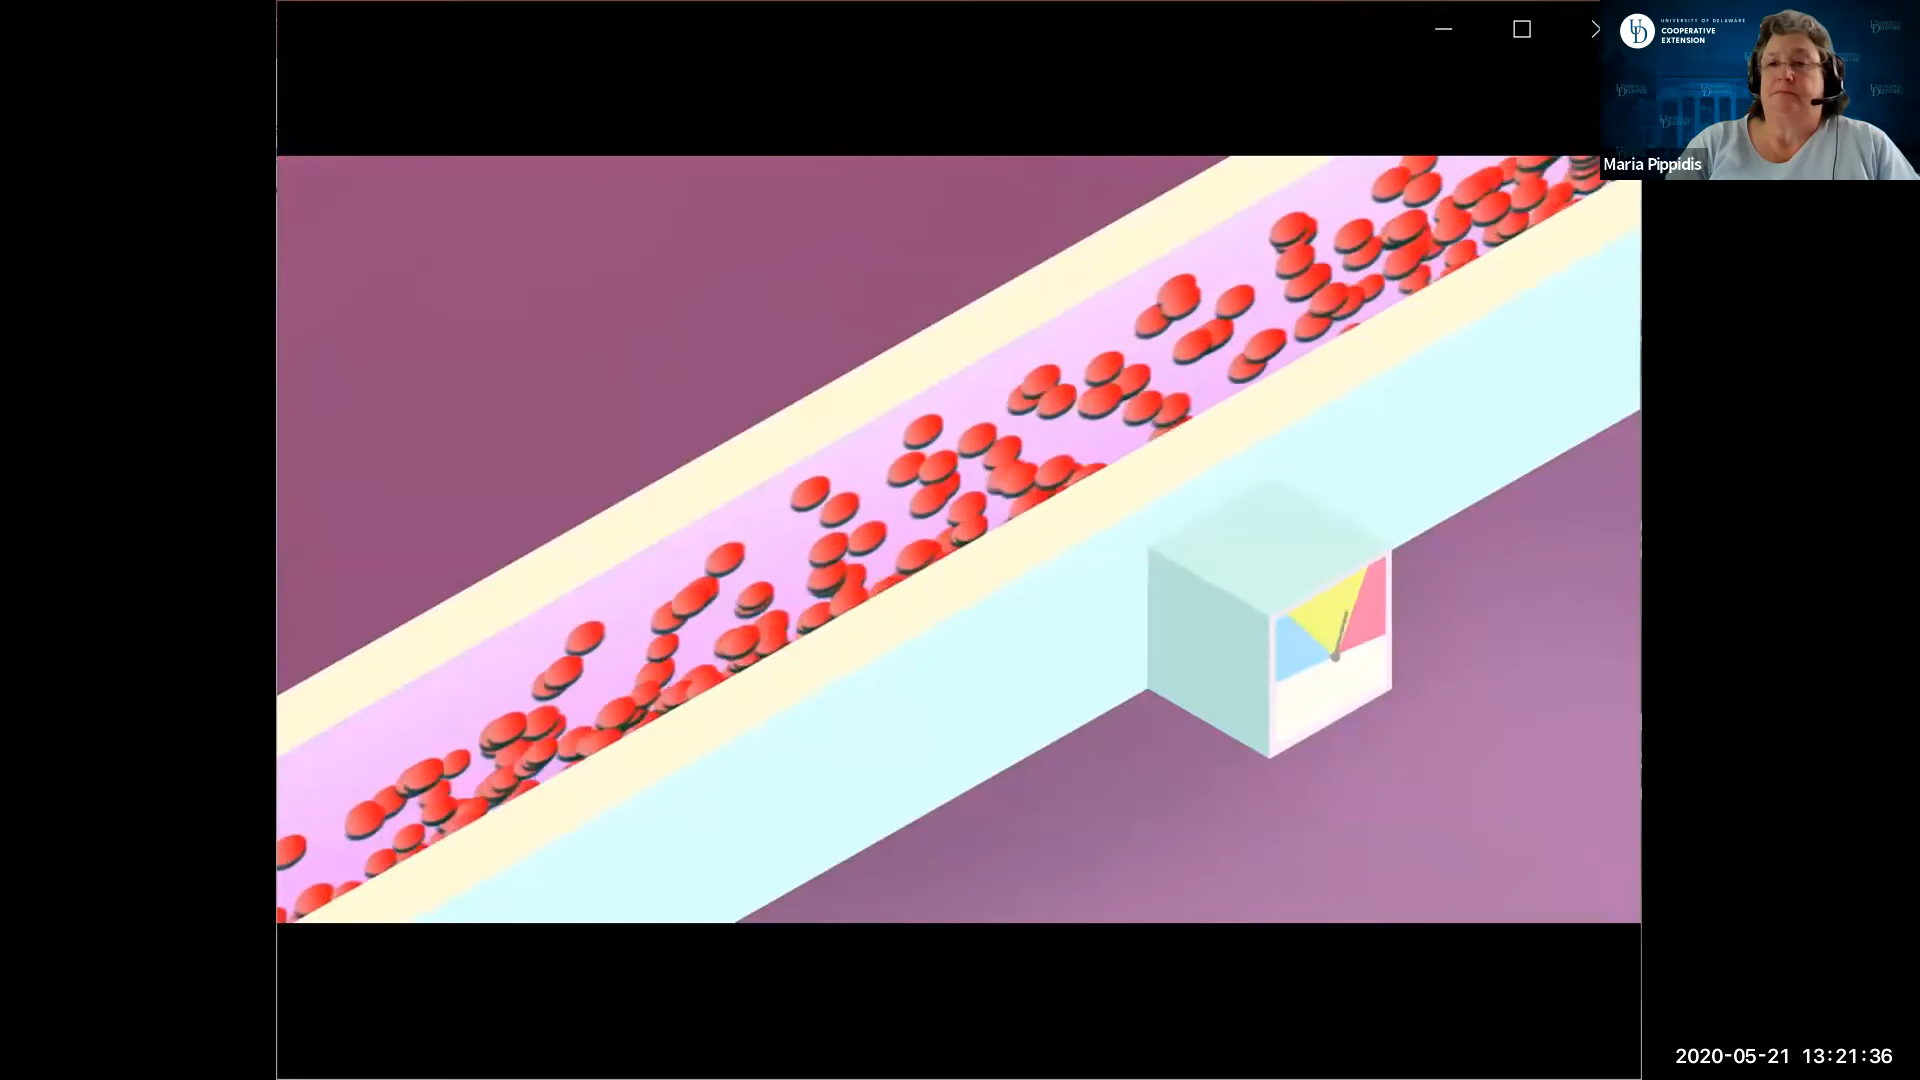 UNIVERSITY OF DELAWARE
COOPERATIVE
EXTENSION
Maria Pippidis
2020-05-21 13:21:36